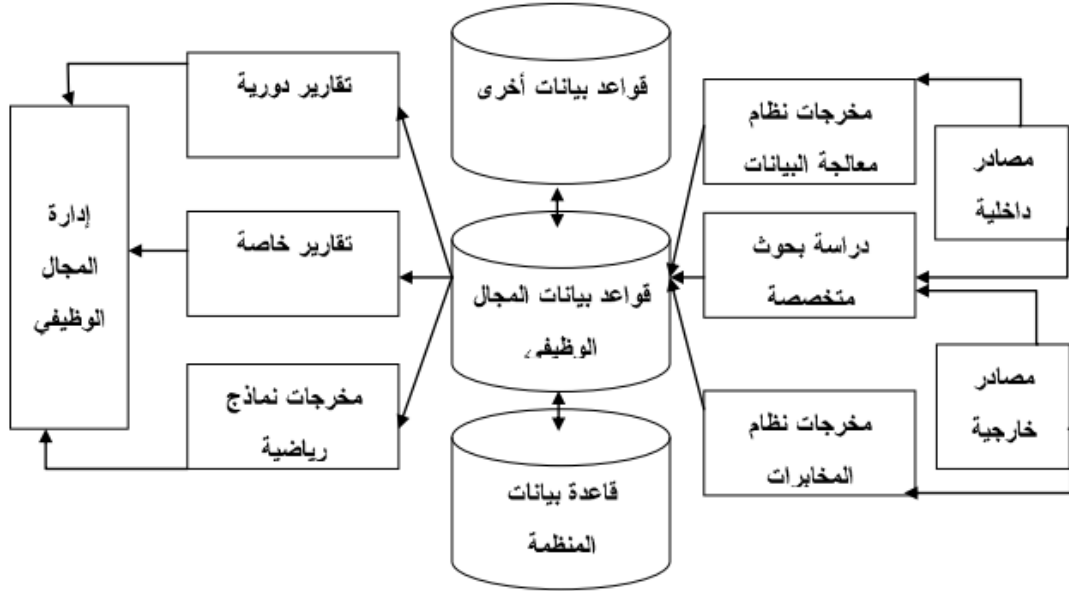 مصادر
داخلية
مصادر
خارجية
مخرجات نظام
معالجة البيانات
دراسة بحوث
متخصصة
مخرجات نظام
المخابرات
قواعد بيانات أخرى
قواعد بيانات المجال
الوظيفي
قاعدة بيانات
المنظمة
تقارير دورية
تقارير خاصة
مخرجات نماذج
رياضية
إدارة
المجال
الوظيفي